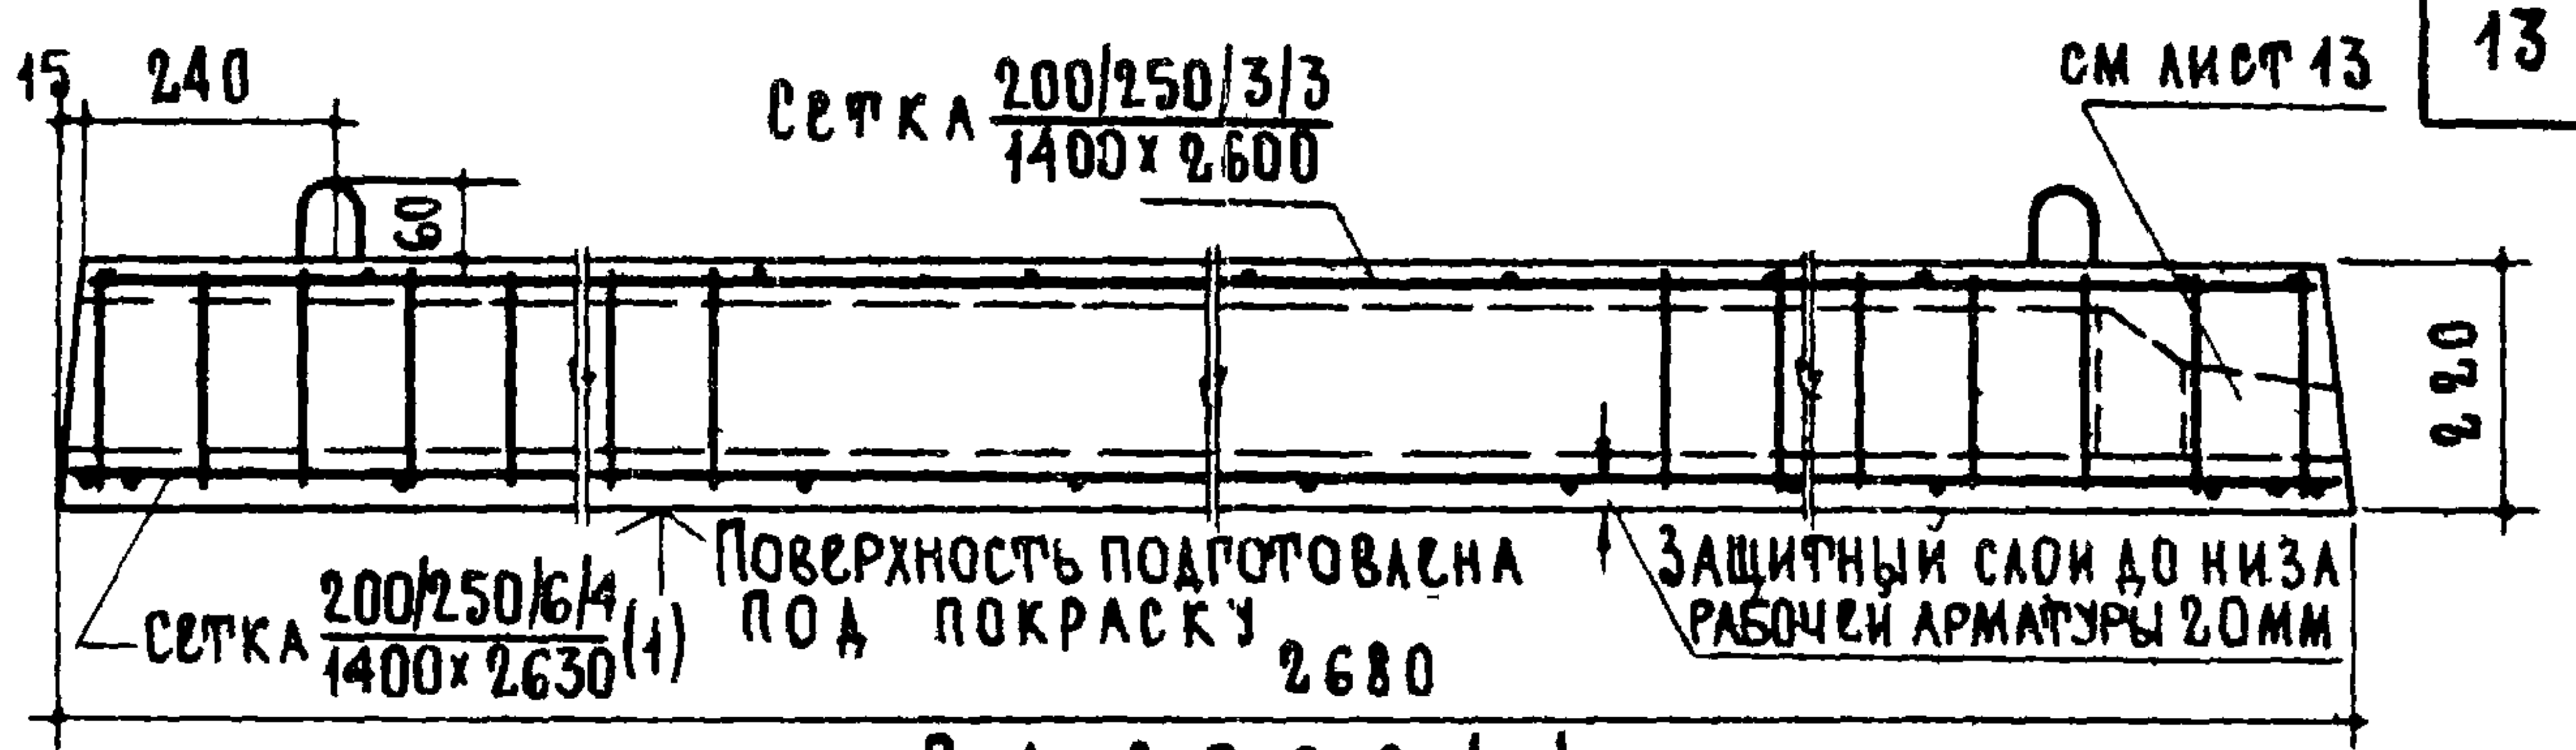 15
240
Сетка 200/250/3/3
1400 x 2600
см лист 13
13
60
220
Сетка 200/250/6/4 (1)
1400 x 2630
Поверхность подготовлена
под покраску
Защитный слой до низа
рабочей арматуры 20мм
2680